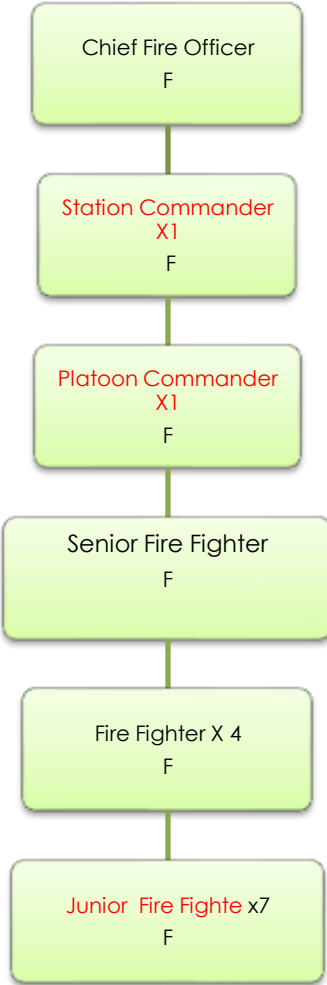 Chief Fire Officer
F
Station Commander
X1
F
Platoon Commander
X1
F
Senior Fire Fighter
F
Fire Fighter X 4
F
Junior  Fire Fighte x7
F